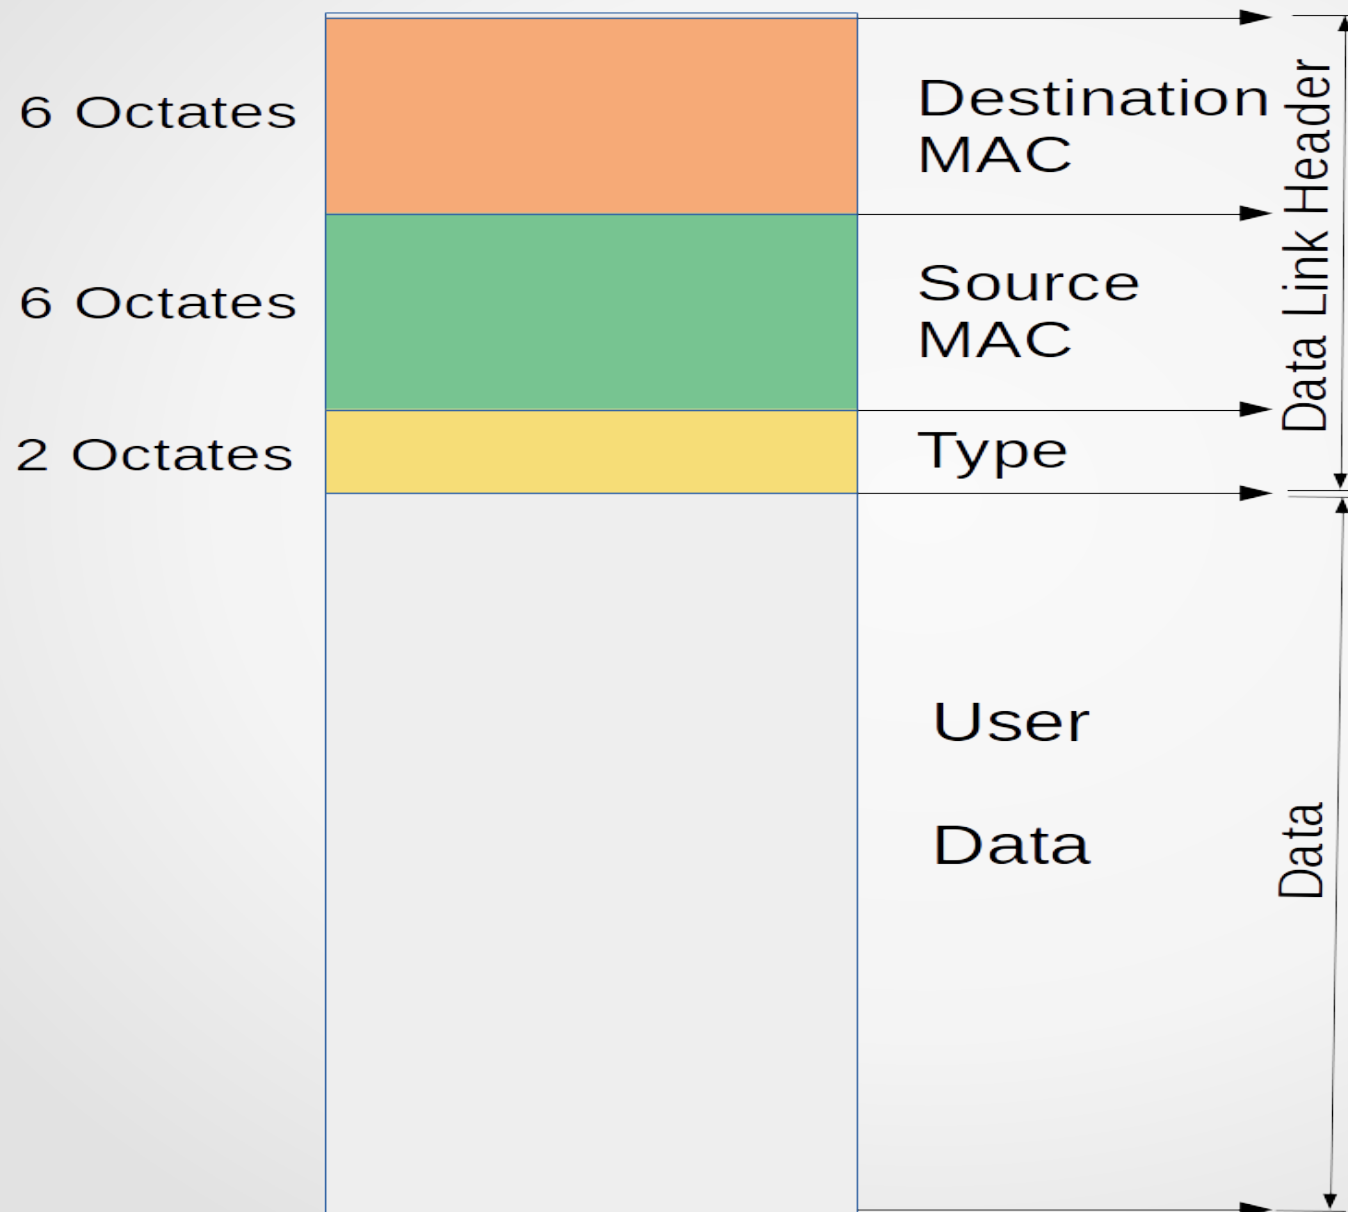 6 Octates
Destination
MAC
6 Octates
Source
MAC
2 Octates
Type
Data Link Header
User
Data
Data